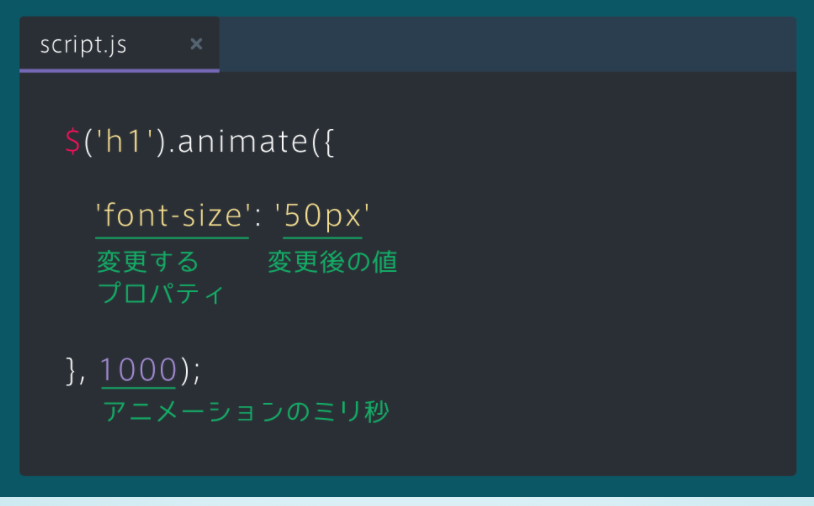 script.js ×
$('h1').animate({
'font-size': '50px'
変更する 変更後の値
プロパティ
}, 1000);
アニメーションのミリ秒